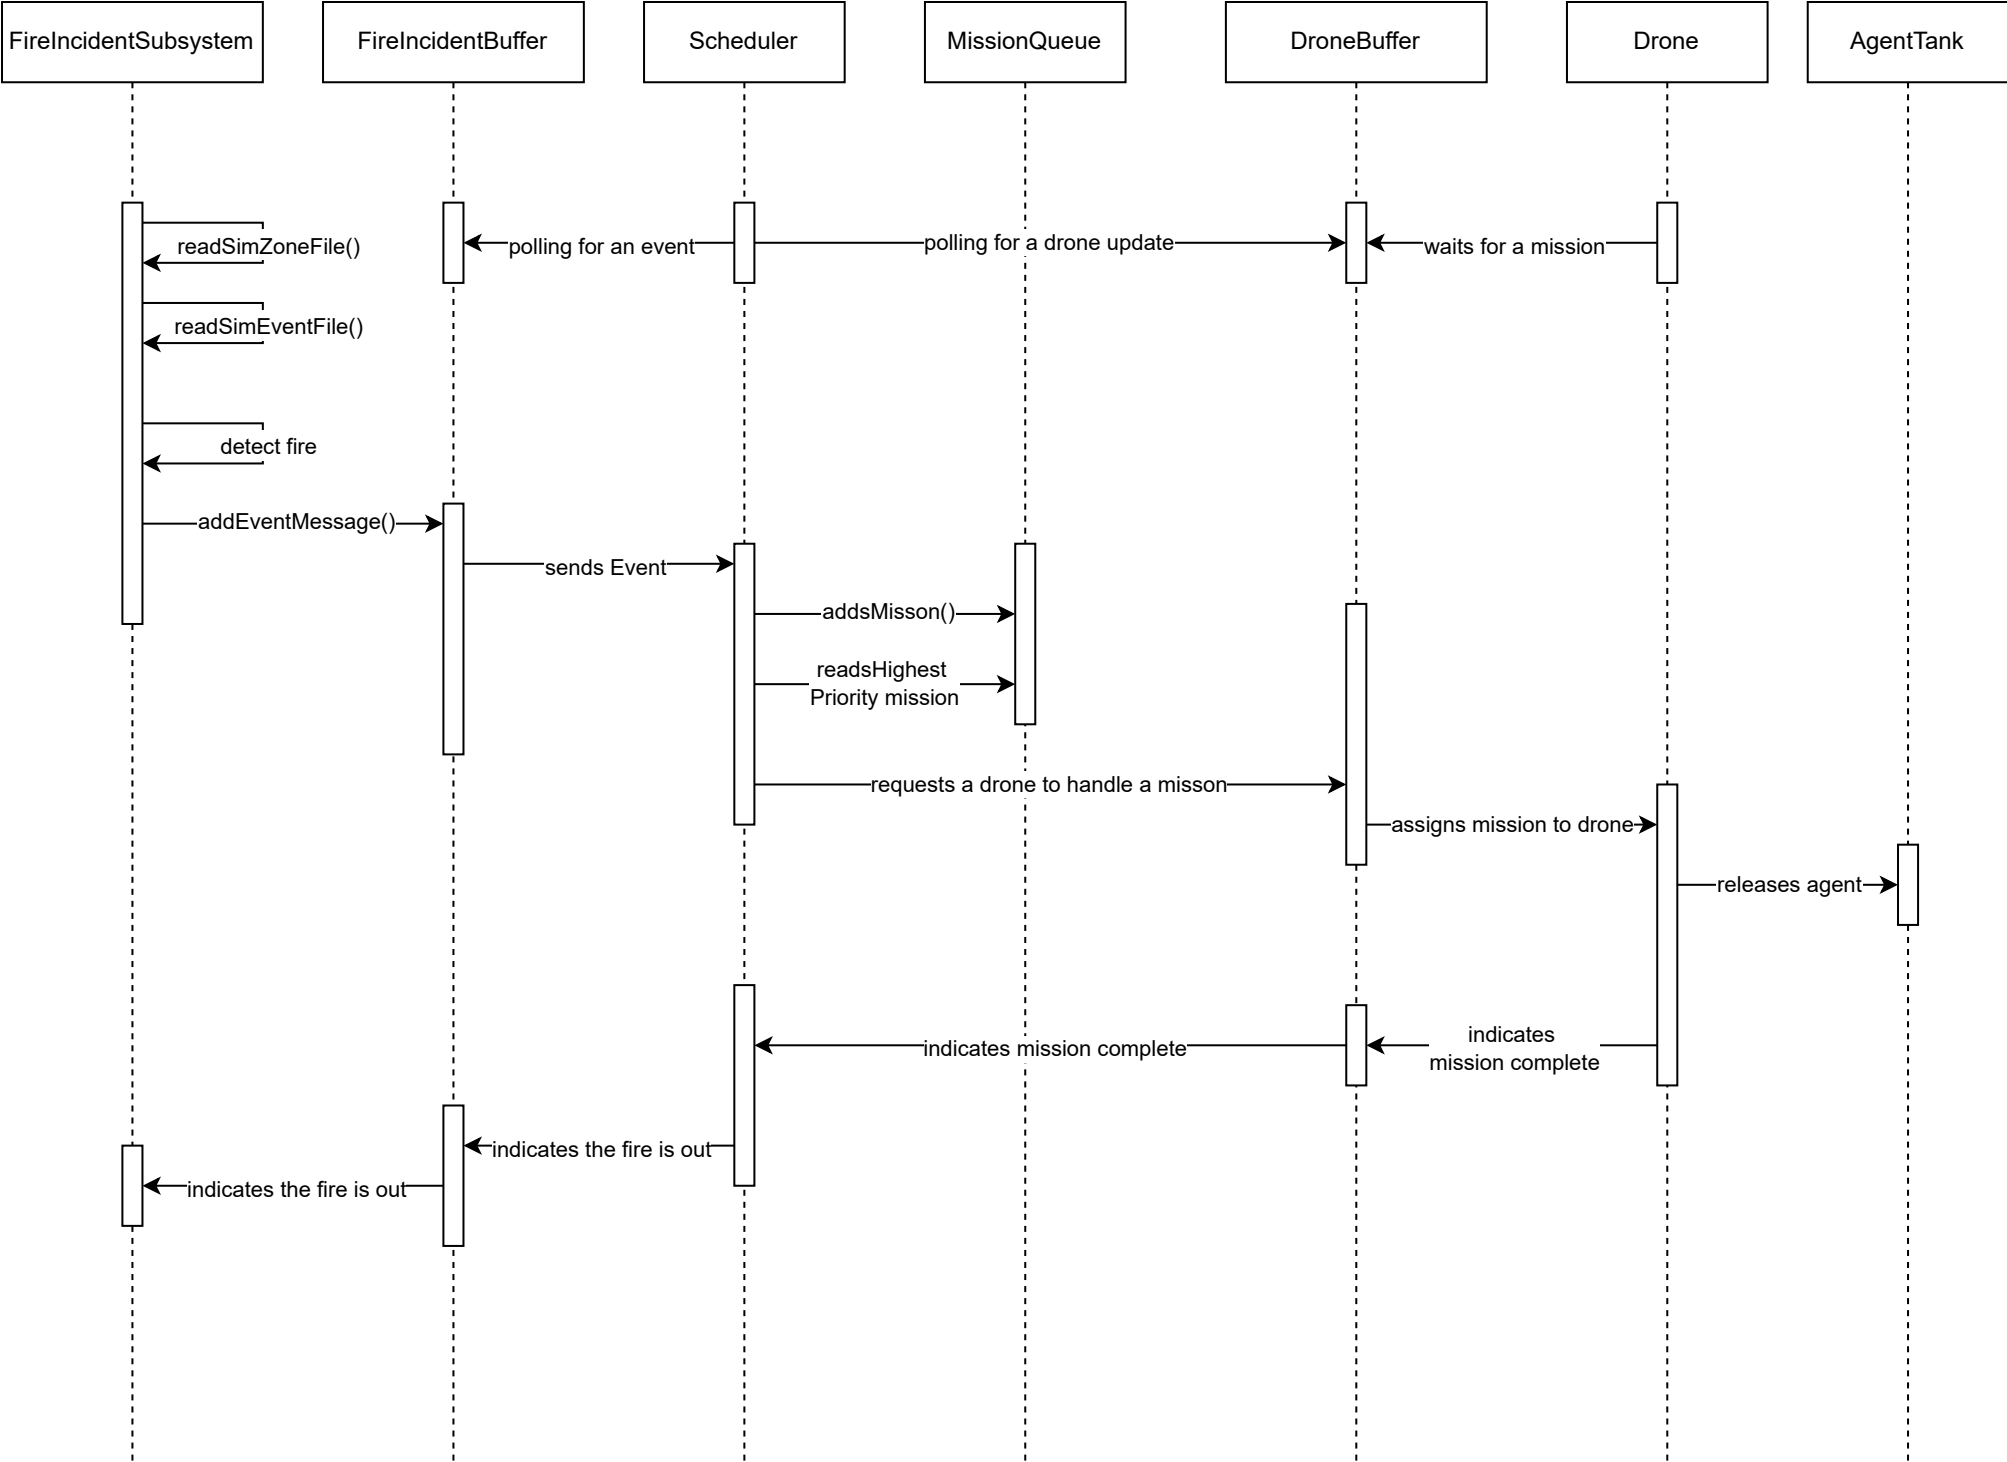 FireIncidentSubsystem
FireIncidentBuffer
Scheduler
MissionQueue
DroneBuffer
Drone
AgentTank
readSimZoneFile()
polling for an event
polling for a drone update
waits for a mission
readSimEventFile()
detect fire
addEventMessage()
sends Event
addsMisson()
readsHighest
Priority mission
requests a drone to handle a misson
assigns mission to drone
releases agent
indicates
mission complete
indicates mission complete
indicates the fire is out
indicates the fire is out